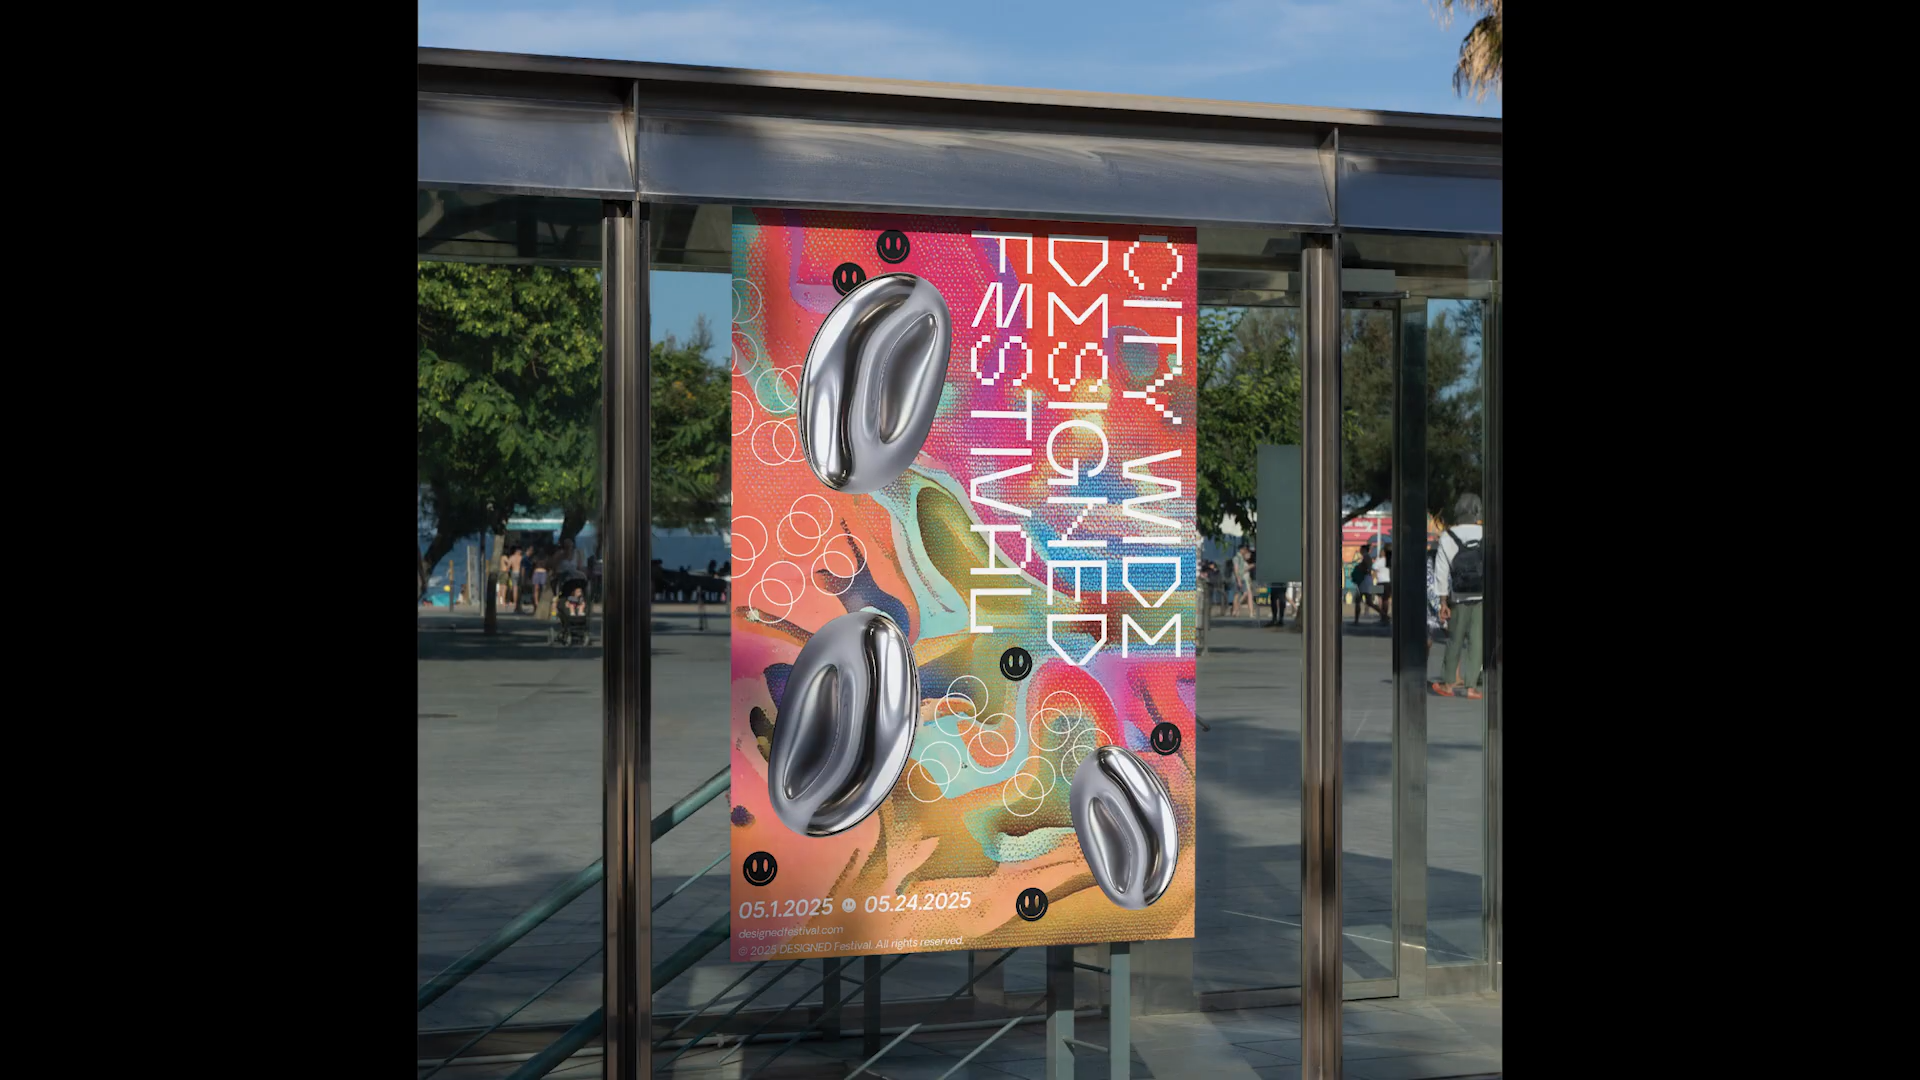 CITY WIDE
DESIGNED
FESTIVAL
05.1.2025 05.24.2025
designedfestival.com
© 2025 DESIGNED Festival. All rights reserved.